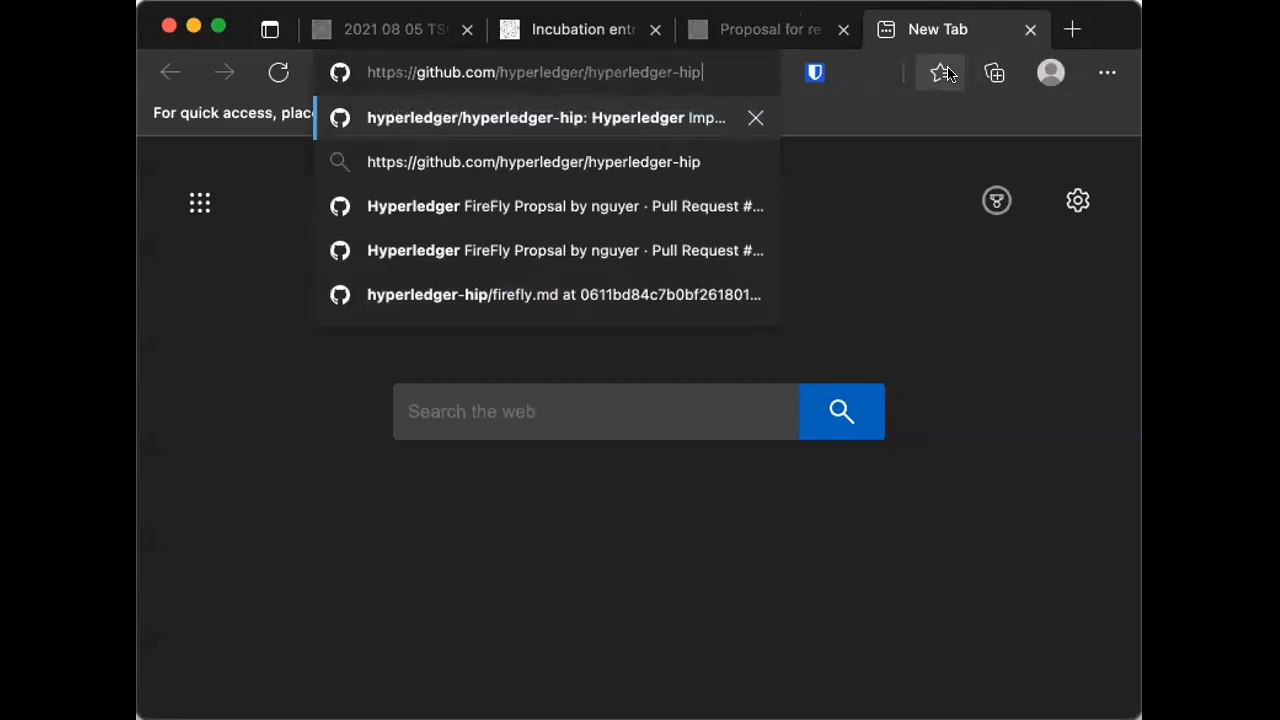 2021 08 05 TS
Incubation entr
Proposal for re
New Tab
https://github.com/hyperledger/hyperledger-hip
For quick access, plac
hyperledger/hyperledger-hip: Hyperledger Imp...
https://github.com/hyperledger/hyperledger-hip
Hyperledger FireFly Propsal by nguyer · Pull Request #...
Hyperledger FireFly Propsal by nguyer · Pull Request #...
hyperledger-hip/firefly.md at 0611bd84c7b0bf261801...
Search the web